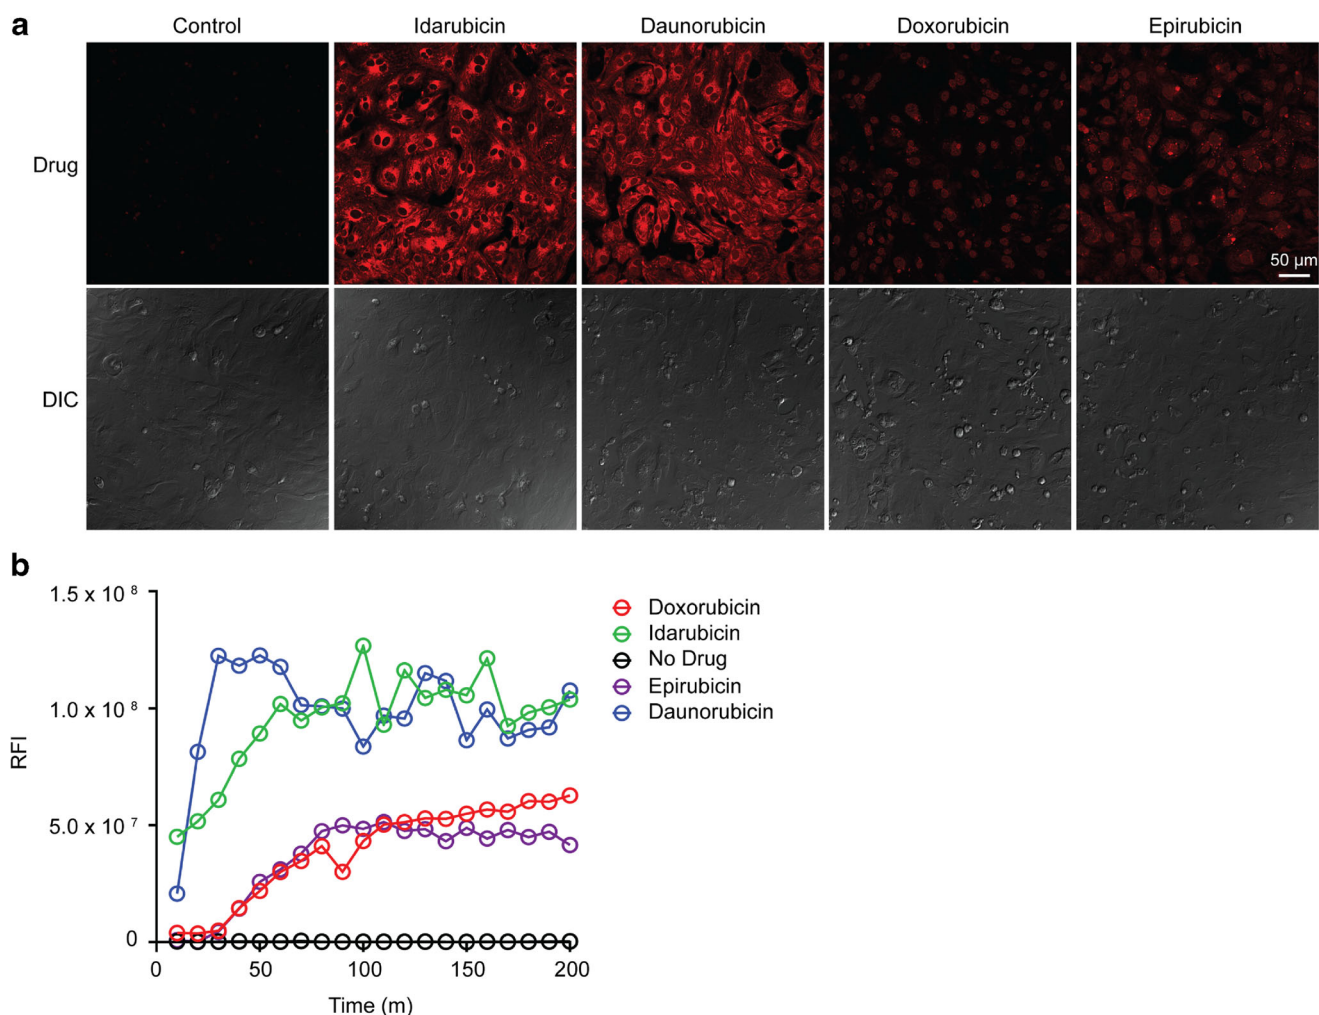 a
Control Idarubicin Daunorubicin Doxorubicin Epirubicin
Drug
50 µm
DIC
b
1.5 x 10 8
1.0 x 10 8
5.0 x 10 7
0
RFI
0 50 100 150 200
Time (m)
Doxorubicin
Idarubicin
No Drug
Epirubicin
Daunorubicin